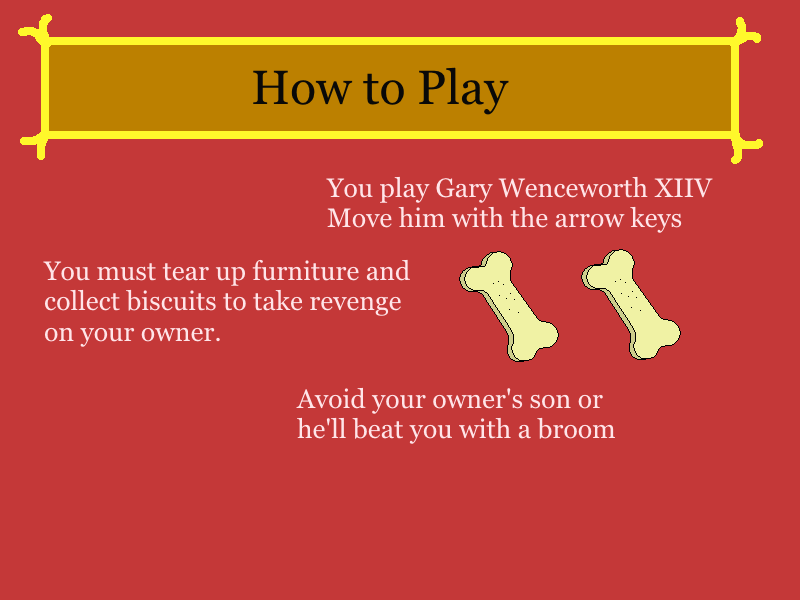 How to Play
You play Gary Wenceworth XIIV
Move him with the arrow keys
You must tear up furniture and
collect biscuits to take revenge
on your owner.
Avoid your owner's son or
he'll beat you with a broom